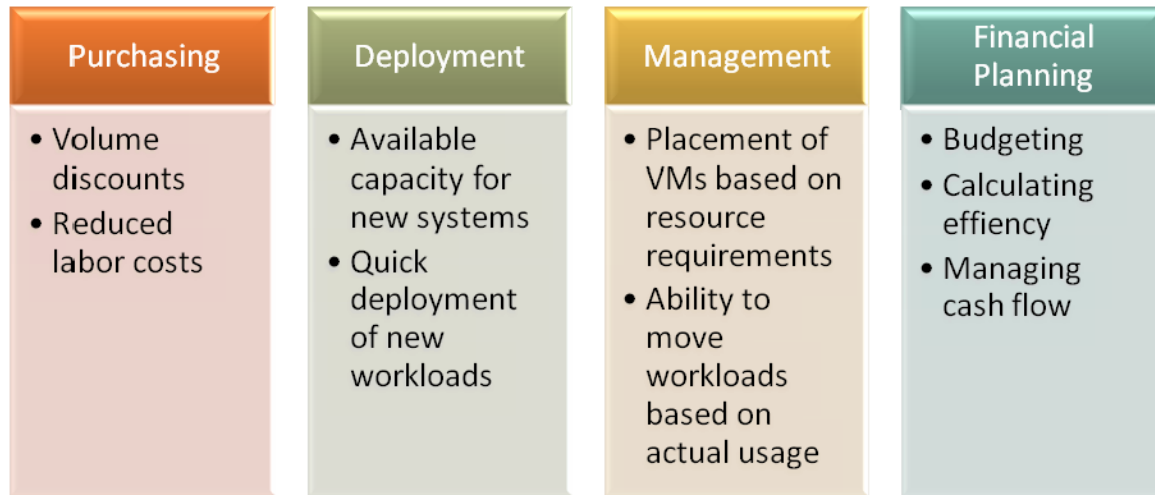 Purchasing
• Volume
discounts
• Reduced
labor costs
Deployment
• Available
capacity for
new systems
• Quick
deployment
of new
workloads
Management
• Placement of
VMs based on
resource
requirements
• Ability to
move
workloads
based on
actual usage
Financial
Planning
• Budgeting
• Calculating
effiency
• Managing
cash flow